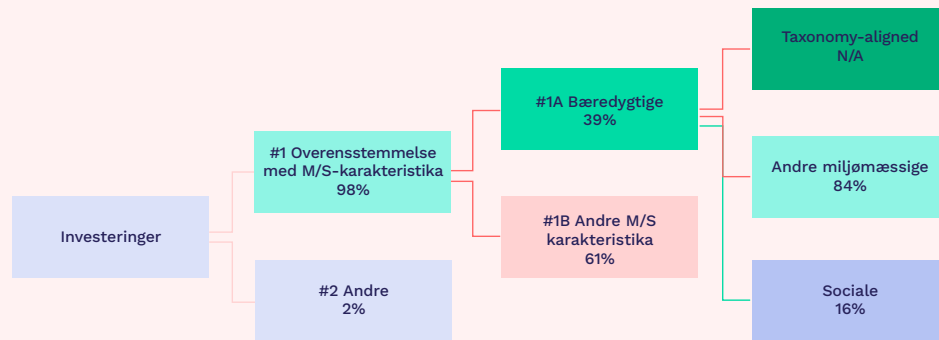 Investeringer
#1 Overensstemmelse
med M/S-karakteristika
98%
#2 Andre
2%
#1A Bæredygtige
39%
#1B Andre M/S
karakteristika
61%
Taxonomy-aligned
N/A
Andre miljømæssige
84%
Sociale
16%